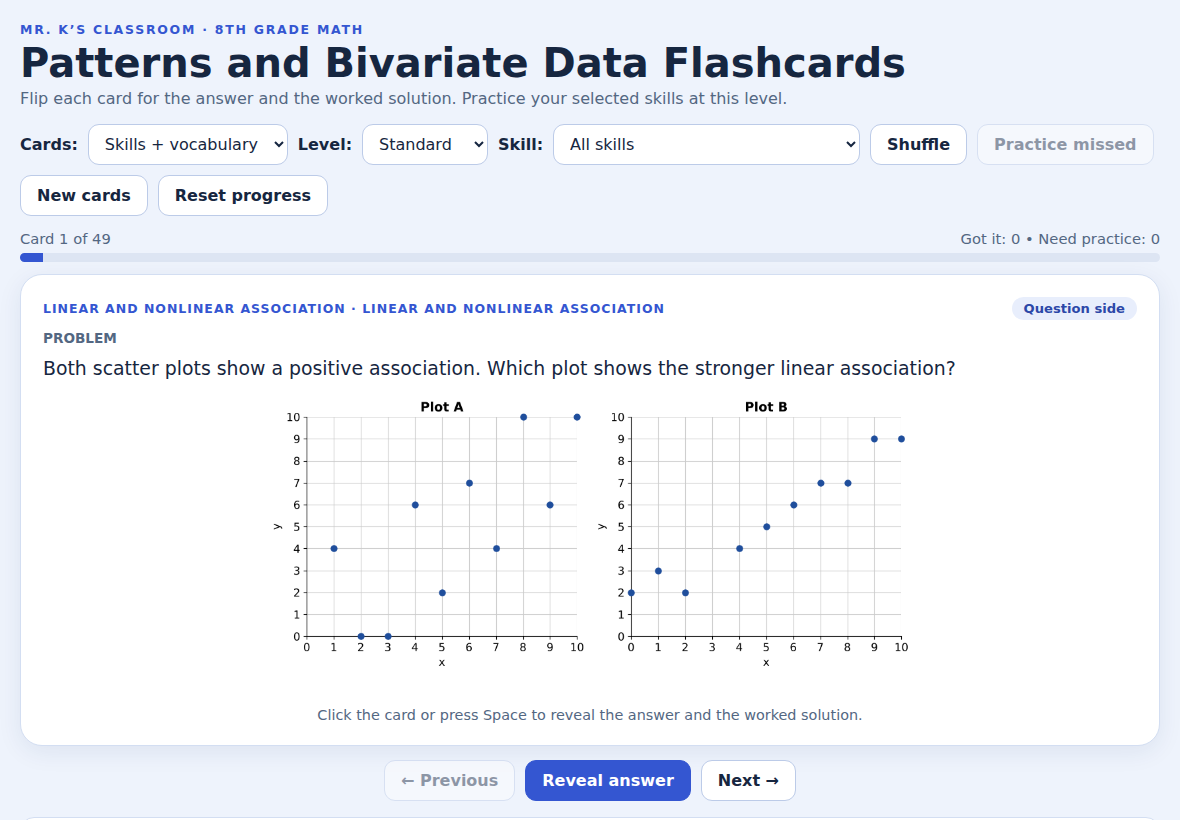 MR. K’S CLASSROOM · 8TH GRADE MATH
Patterns and Bivariate Data Flashcards
Flip each card for the answer and the worked solution. Practice your selected skills at this level.
Cards: Skills + vocabulary Level: Standard Skill: All skills Shuffle Practice missed
New cards Reset progress
Card 1 of 49 Got it: 0 • Need practice: 0
LINEAR AND NONLINEAR ASSOCIATION · LINEAR AND NONLINEAR ASSOCIATION Question side
PROBLEM
Both scatter plots show a positive association. Which plot shows the stronger linear association?
Plot A Plot B
10 10
9 9
8 8
7 7
6 6
y 5 y 5
4 4
3 3
2 2
1 1
0 0
0 1 2 3 4 5 6 7 8 9 10 0 1 2 3 4 5 6 7 8 9 10
x x
Click the card or press Space to reveal the answer and the worked solution.
← Previous Reveal answer Next →